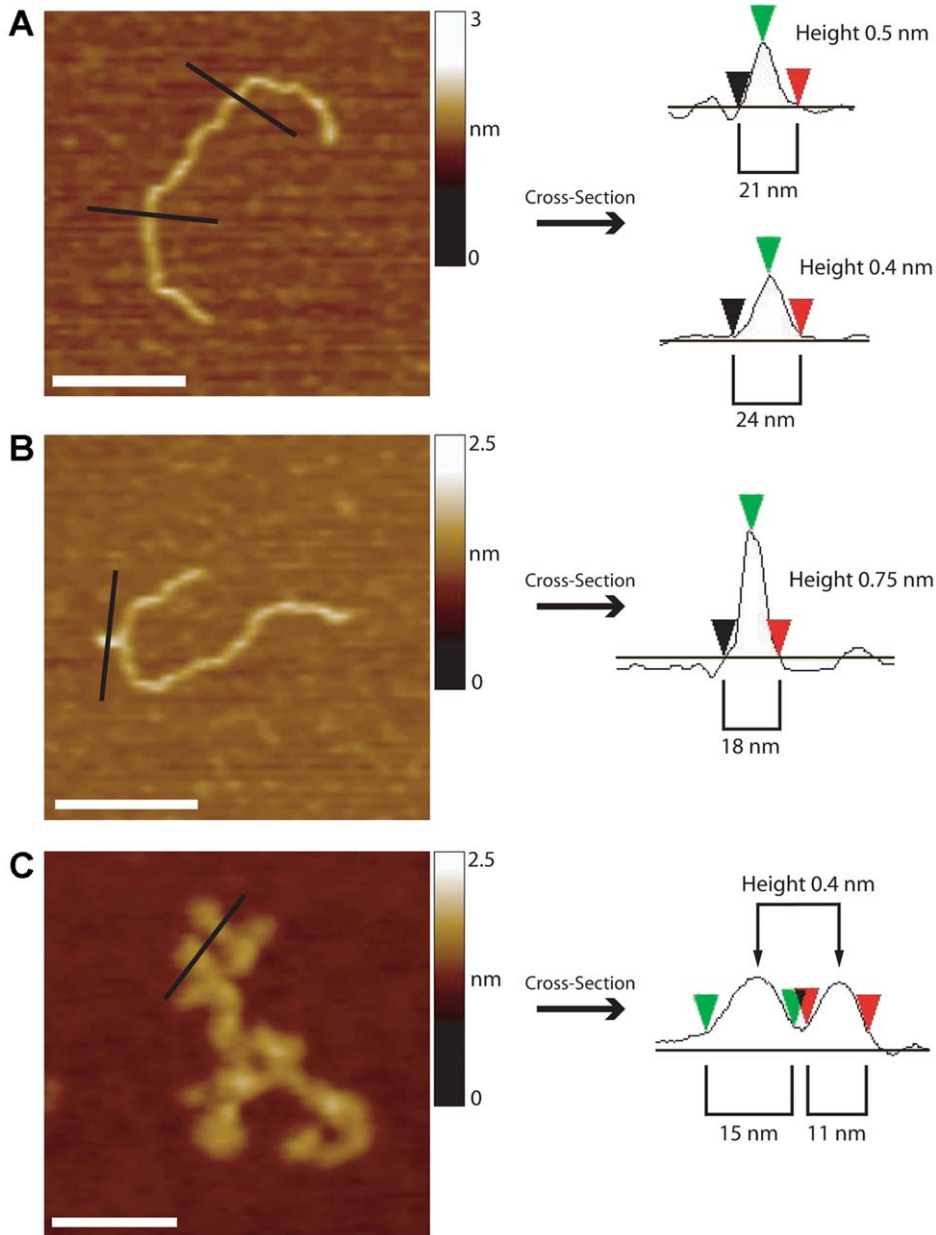 A
3
nm
0
Cross-Section
Height 0.5 nm
21 nm
Height 0.4 nm
24 nm
B
2.5
nm
0
Cross-Section
Height 0.75 nm
18 nm
C
2.5
nm
0
Cross-Section
Height 0.4 nm
15 nm
11 nm